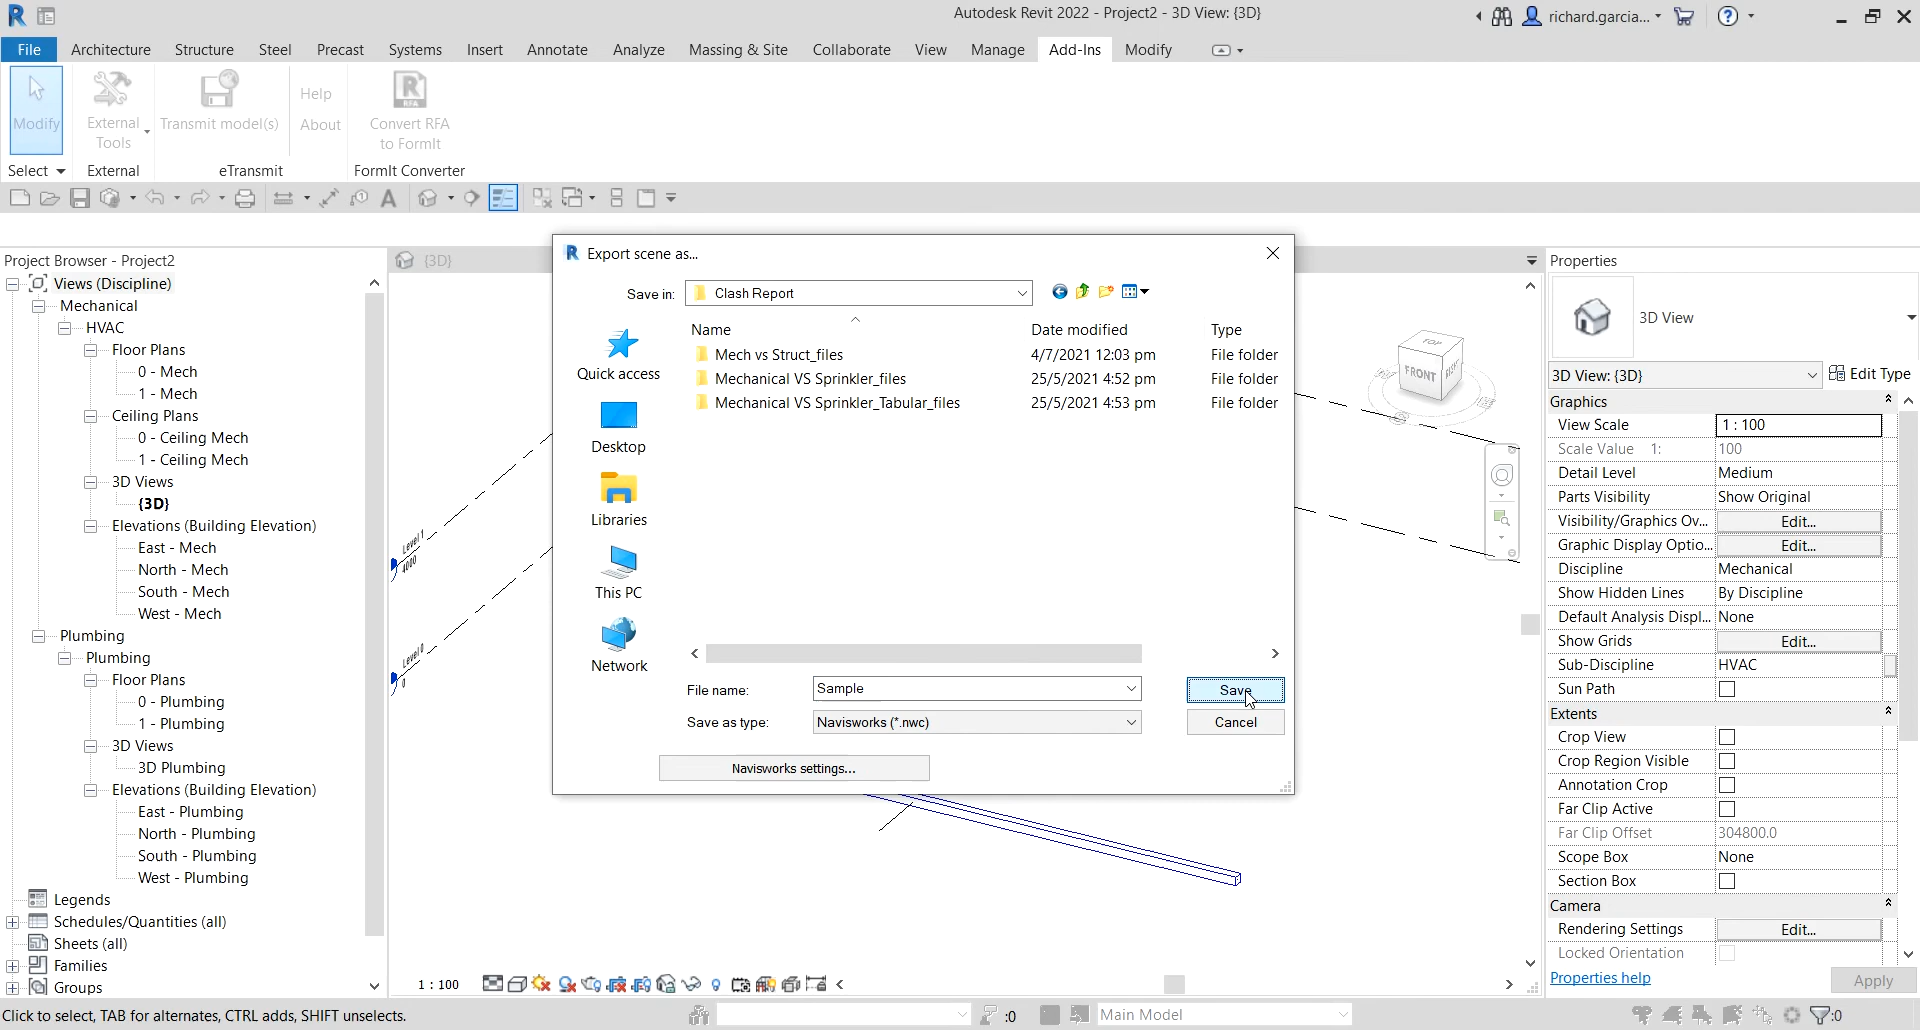 Autodesk Revit 2022 - Project2 - 3D View: {3D}
richard.garcia...
File Architecture Structure Steel Precast Systems Insert Annotate Analyze Massing & Site Collaborate View Manage Add-Ins Modify
Modify
External Tools
Transmit model(s)
Help
About
RFA
Convert RFA
to FormIt
Select
External
eTransmit
FormIt Converter
Project Browser - Project2
Views (Discipline)
Mechanical
HVAC
Floor Plans
0 - Mech
1 - Mech
Ceiling Plans
0 - Ceiling Mech
1 - Ceiling Mech
3D Views
{3D}
Elevations (Building Elevation)
East - Mech
North - Mech
South - Mech
West - Mech
Plumbing
Plumbing
Floor Plans
0 - Plumbing
1 - Plumbing
3D Views
3D Plumbing
Elevations (Building Elevation)
East - Plumbing
North - Plumbing
South - Plumbing
West - Plumbing
Legends
Schedules/Quantities (all)
Sheets (all)
Families
Groups
{3D}
Level 1
4000
Level 0
0
TOP
FRONT
RIGHT
Export scene as...
Save in: Clash Report
Name Date modified Type
Mech vs Struct_files 4/7/2021 12:03 pm File folder
Mechanical VS Sprinkler_files 25/5/2021 4:52 pm File folder
Mechanical VS Sprinkler_Tabular_files 25/5/2021 4:53 pm File folder
Quick access
Desktop
Libraries
This PC
Network
File name: Sample Save
Save as type: Navisworks (*.nwc) Cancel
Navisworks settings...
Properties
3D View
3D View: {3D} Edit Type
Graphics
View Scale 1 : 100
Scale Value 1: 100
Detail Level Medium
Parts Visibility Show Original
Visibility/Graphics Ov... Edit...
Graphic Display Optio... Edit...
Discipline Mechanical
Show Hidden Lines By Discipline
Default Analysis Displ... None
Show Grids Edit...
Sub-Discipline HVAC
Sun Path
Extents
Crop View
Crop Region Visible
Annotation Crop
Far Clip Active
Far Clip Offset 304800.0
Scope Box None
Section Box
Camera
Rendering Settings Edit...
Locked Orientation
Properties help Apply
1 : 100
Click to select, TAB for alternates, CTRL adds, SHIFT unselects.
:0
Main Model
:0